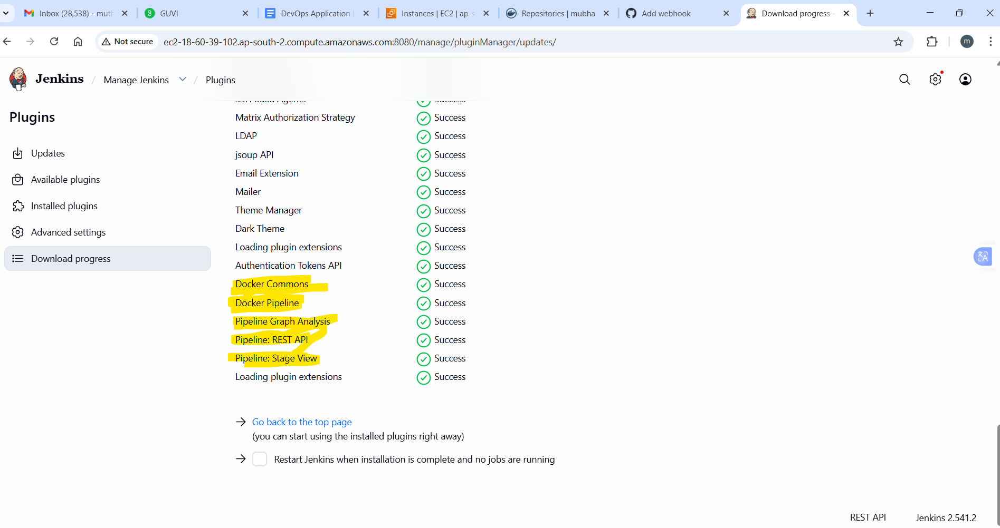 Inbox (28,538) - muth
GUVI
DevOps Application D
Instances | EC2 | ap-s
Repositories | mubha
Add webhook
Download progress -
Not secure
ec2-18-60-39-102.ap-south-2.compute.amazonaws.com:8080/manage/pluginManager/updates/
m
Jenkins / Manage Jenkins / Plugins
Plugins
Updates
Available plugins
Installed plugins
Advanced settings
Download progress
SSH Build Agents Success
Matrix Authorization Strategy Success
LDAP Success
jsoup API Success
Email Extension Success
Mailer Success
Theme Manager Success
Dark Theme Success
Loading plugin extensions Success
Authentication Tokens API Success
Docker Commons Success
Docker Pipeline Success
Pipeline Graph Analysis Success
Pipeline: REST API Success
Pipeline: Stage View Success
Loading plugin extensions Success
Go back to the top page
(you can start using the installed plugins right away)
Restart Jenkins when installation is complete and no jobs are running
REST API
Jenkins 2.541.2